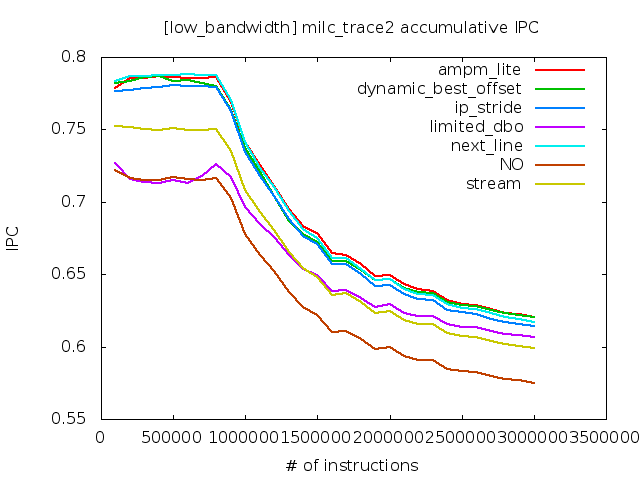 [low_bandwidth] milc_trace2 accumulative IPC
0.8
0.75
0.7
0.65
0.6
0.55
IPC
ampm_lite
dynamic_best_offset
ip_stride
limited_dbo
next_line
NO
stream
0 500000 1000000 1500000 2000000 2500000 3000000 3500000
# of instructions